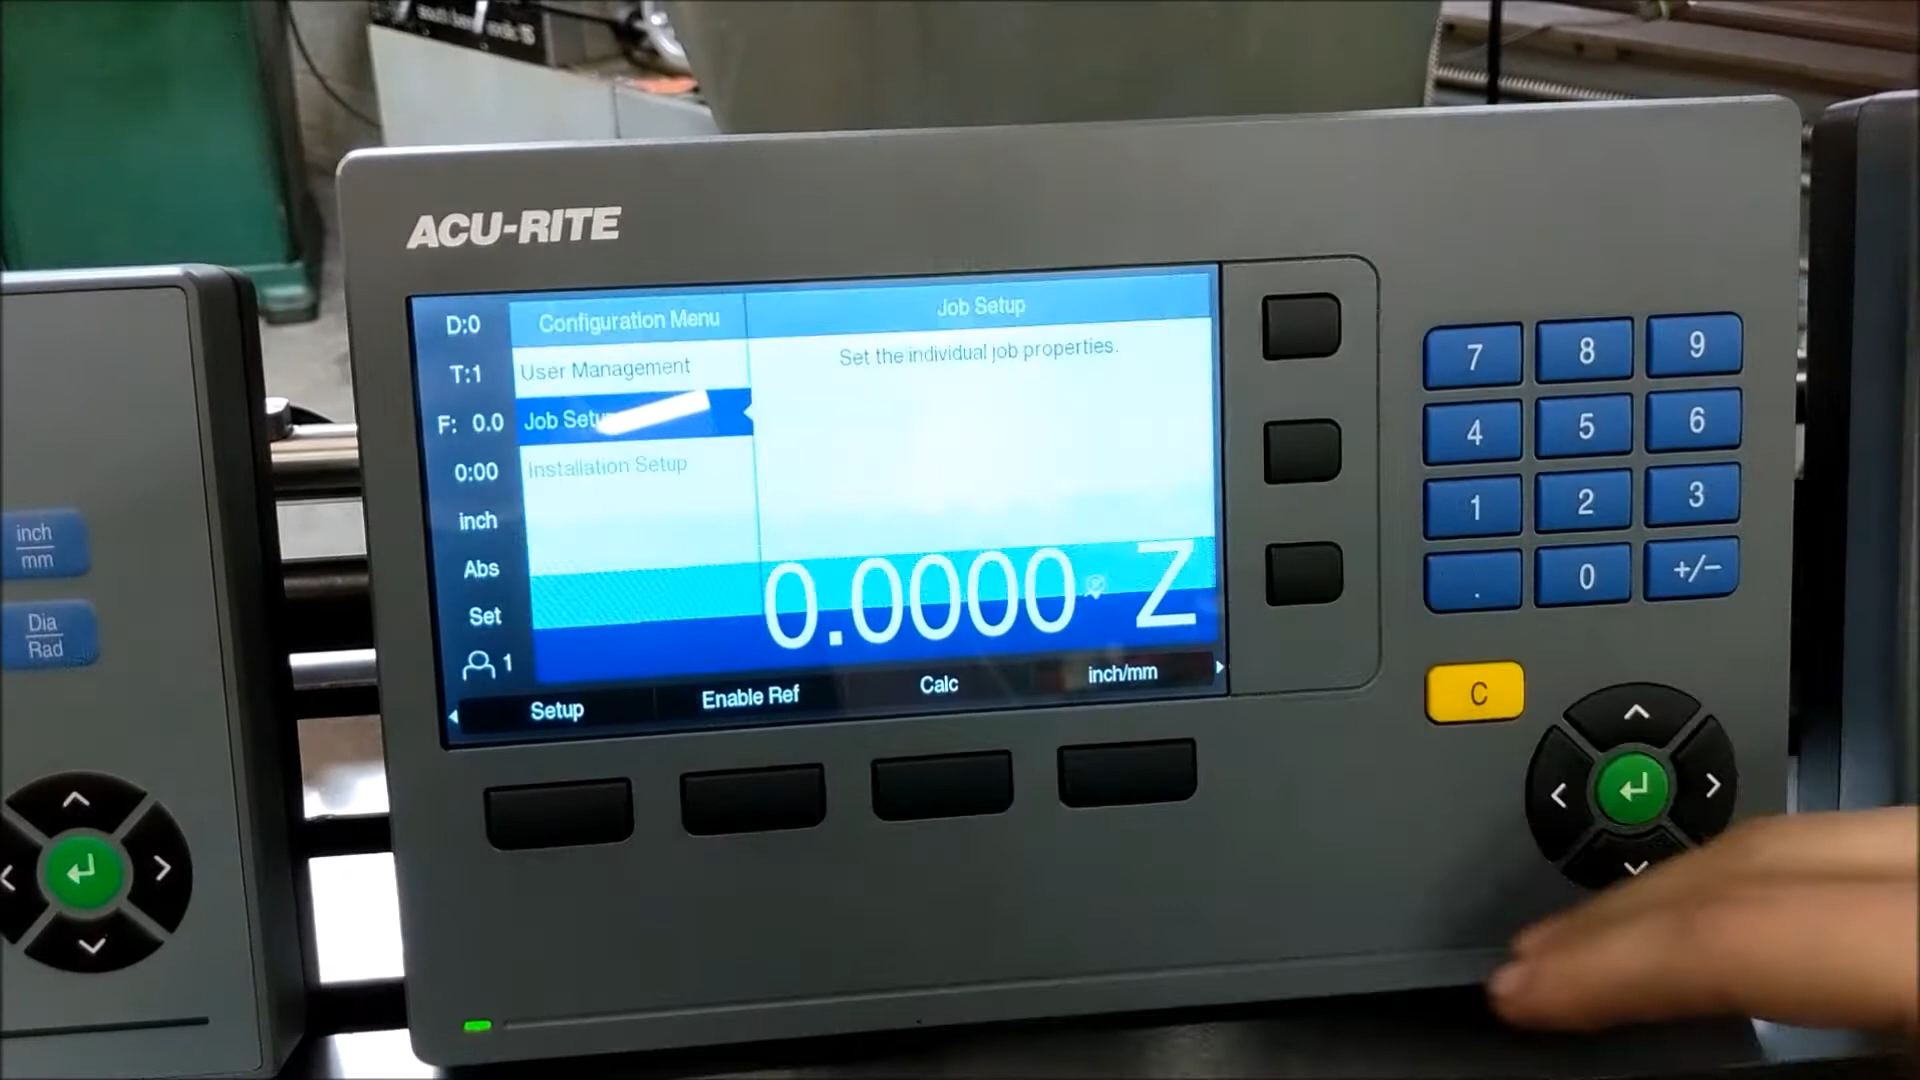 ACU-RITE
D:0
T:1
F: 0.0
0:00
inch
Abs
Set
1
Configuration Menu
User Management
Job Setu
Installation Setup
Job Setup
Set the individual job properties.
0.0000 Z
Setup
Enable Ref
Calc
inch/mm
7
8
9
4
5
6
1
2
3
.
0
+/−
C
inch
mm
Dia
Rad